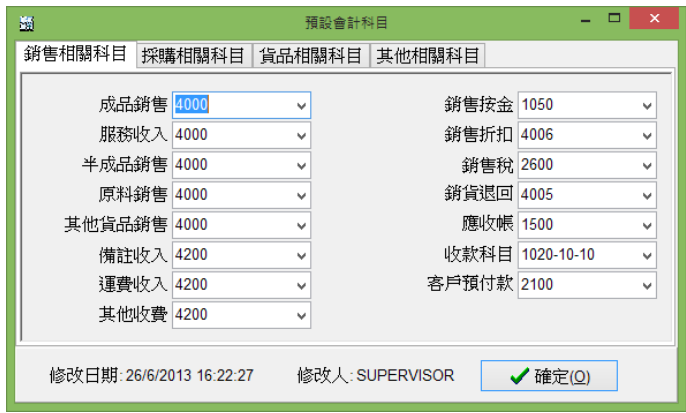 預設會計科目
銷售相關科目 採購相關科目 貨品相關科目 其他相關科目
成品銷售 4000 銷售按金 1050
服務收入 4000 銷售折扣 4006
半成品銷售 4000 銷售稅 2600
原料銷售 4000 銷貨退回 4005
其他貨品銷售 4000 應收帳 1500
備註收入 4200 收款科目 1020-10-10
運費收入 4200 客戶預付款 2100
其他收費 4200
修改日期: 26/6/2013 16:22:27 修改人: SUPERVISOR 確定(O)